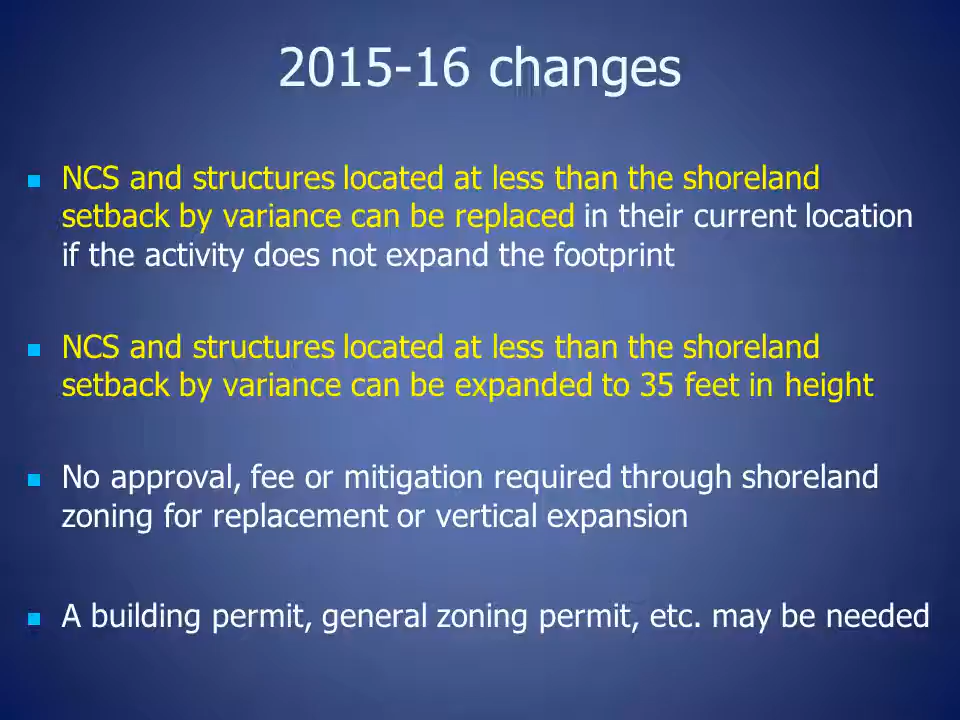 2015-16 changes
NCS and structures located at less than the shoreland
setback by variance can be replaced in their current location
if the activity does not expand the footprint
NCS and structures located at less than the shoreland
setback by variance can be expanded to 35 feet in height
No approval, fee or mitigation required through shoreland
zoning for replacement or vertical expansion
A building permit, general zoning permit, etc. may be needed